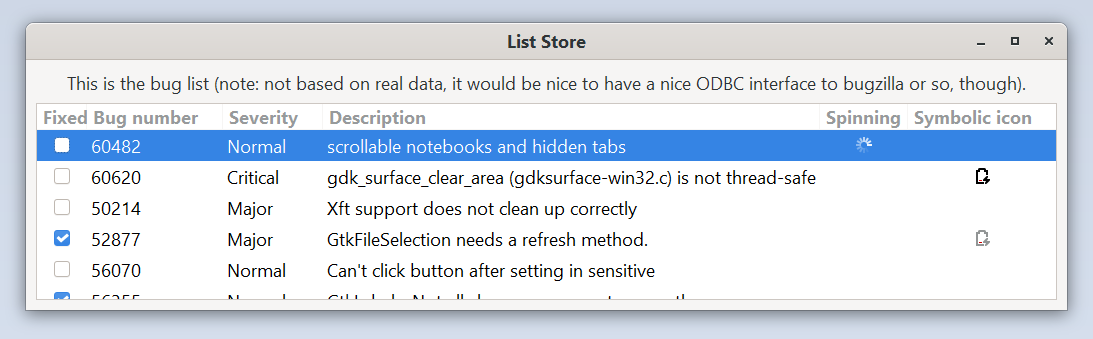 List Store
This is the bug list (note: not based on real data, it would be nice to have a nice ODBC interface to bugzilla or so, though).
Fixed Bug number Severity Description Spinning Symbolic icon
60482 Normal scrollable notebooks and hidden tabs
60620 Critical gdk_surface_clear_area (gdksurface-win32.c) is not thread-safe
50214 Major Xft support does not clean up correctly
52877 Major GtkFileSelection needs a refresh method.
56070 Normal Can't click button after setting in sensitive